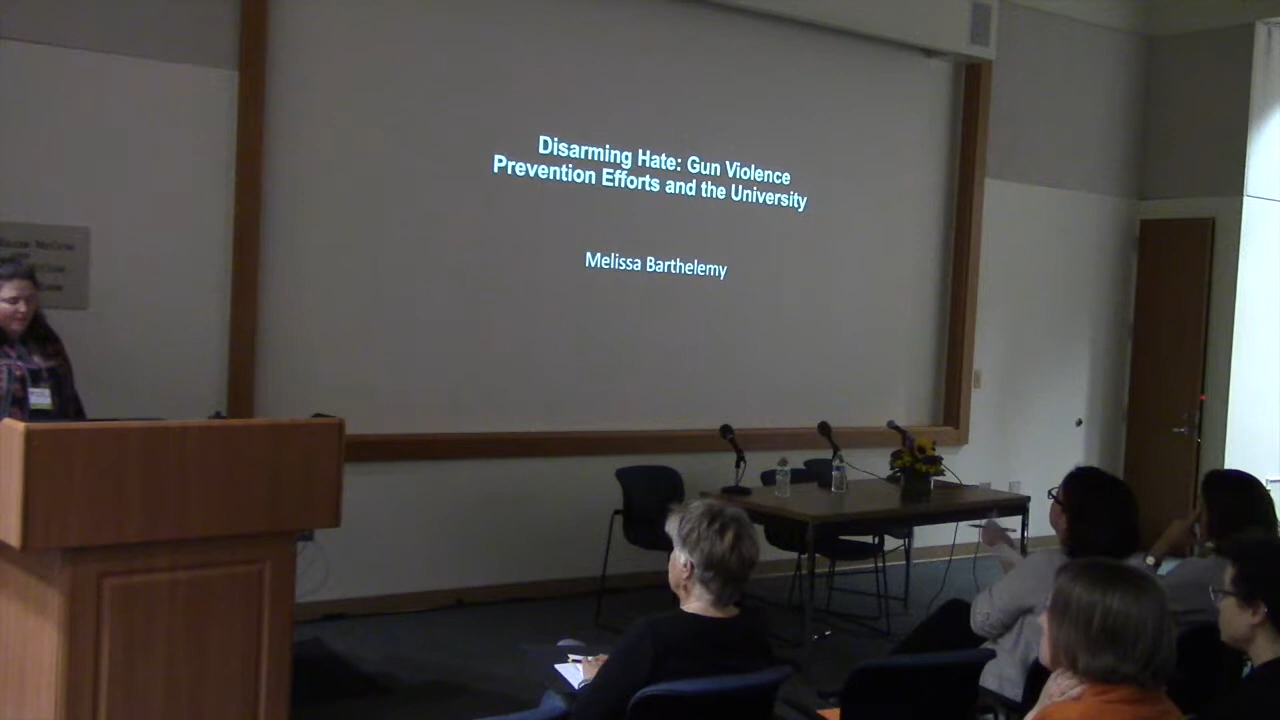 Disarming Hate: Gun Violence
Prevention Efforts and the University
Melissa Barthelemy